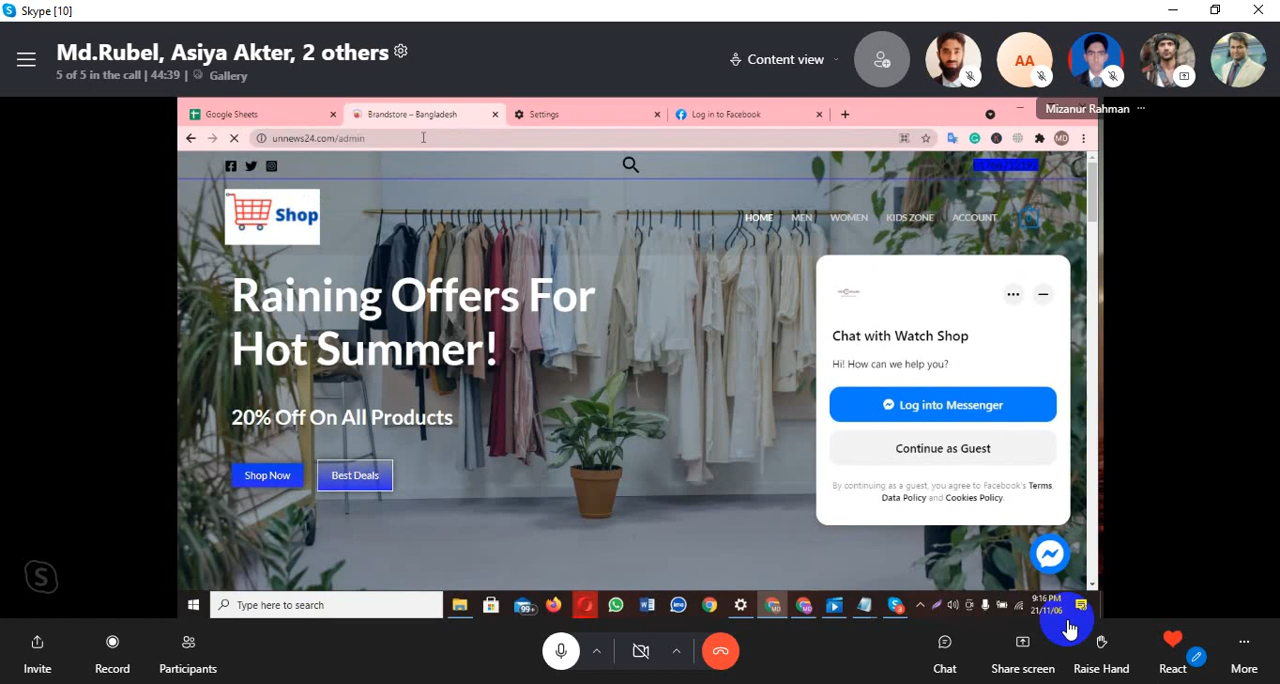 Skype [10]
Md.Rubel, Asiya Akter, 2 others
5 of 5 in the call | 44:39 | Gallery
Content view
AA
Mizanur Rahman
Google Sheets
Brandstore – Bangladesh
Settings
Log in to Facebook
unnews24.com/admin
MD
Shop
HOME MEN WOMEN KIDS ZONE ACCOUNT
Raining Offers For
Hot Summer!
20% Off On All Products
Shop Now
Best Deals
Chat with Watch Shop
Hi! How can we help you?
Log into Messenger
Continue as Guest
By continuing as a guest, you agree to Facebook's Terms,
Data Policy and Cookies Policy.
Type here to search
99+
9:16 PM
21/11/06
Invite
Record
Participants
Chat
Share screen
Raise Hand
React
More